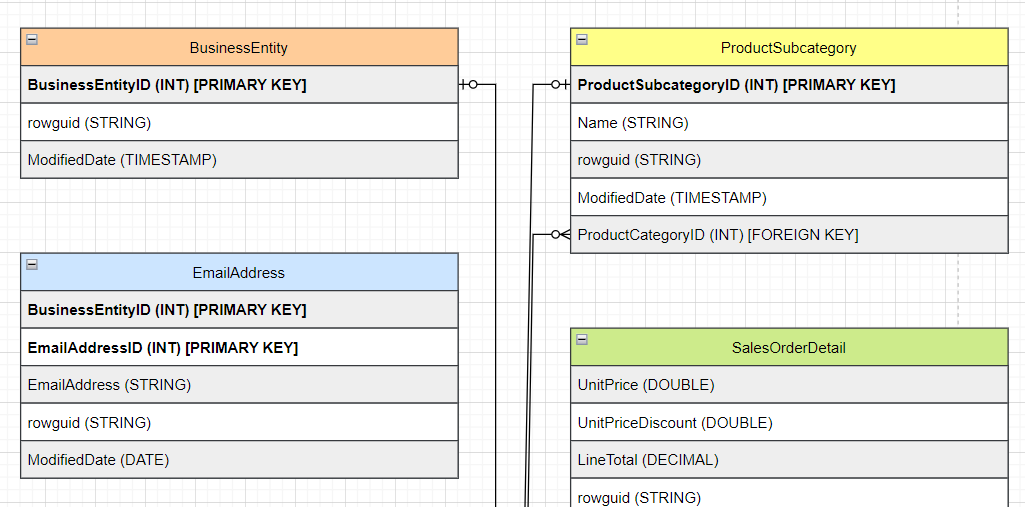 BusinessEntity
BusinessEntityID (INT) [PRIMARY KEY]
rowguid (STRING)
ModifiedDate (TIMESTAMP)
EmailAddress
BusinessEntityID (INT) [PRIMARY KEY]
EmailAddressID (INT) [PRIMARY KEY]
EmailAddress (STRING)
rowguid (STRING)
ModifiedDate (DATE)
ProductSubcategory
ProductSubcategoryID (INT) [PRIMARY KEY]
Name (STRING)
rowguid (STRING)
ModifiedDate (TIMESTAMP)
ProductCategoryID (INT) [FOREIGN KEY]
SalesOrderDetail
UnitPrice (DOUBLE)
UnitPriceDiscount (DOUBLE)
LineTotal (DECIMAL)
rowguid (STRING)